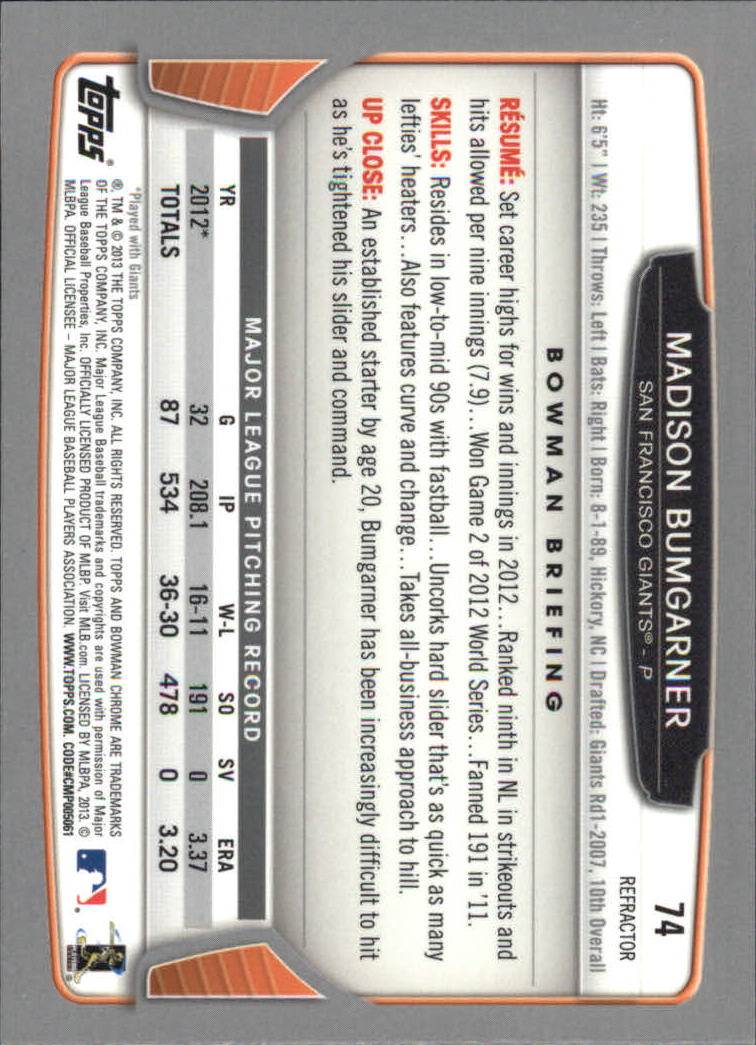 74
REFRACTOR
MADISON BUMGARNER
SAN FRANCISCO GIANTS® - P
Ht: 6'5" | Wt: 235 | Throws: Left | Bats: Right | Born: 8-1-89, Hickory, NC | Drafted: Giants Rd1-2007, 10th Overall
BOWMAN BRIEFING
RÉSUMÉ: Set career highs for wins and innings in 2012...Ranked ninth in NL in strikeouts and
hits allowed per nine innings (7.9)...Won Game 2 of 2012 World Series...Fanned 191 in '11.
SKILLS: Resides in low-to-mid 90s with fastball...Uncorks hard slider that's as quick as many
lefties' heaters...Also features curve and change...Takes all-business approach to hill.
UP CLOSE: An established starter by age 20, Bumgarner has been increasingly difficult to hit
as he's tightened his slider and command.
MAJOR LEAGUE PITCHING RECORD
YR G IP W-L SO SV ERA
2012* 32 208.1 16-11 191 0 3.37
TOTALS 87 534 36-30 478 0 3.20
*Played with Giants
topps®
®, TM & © 2013 THE TOPPS COMPANY, INC. ALL RIGHTS RESERVED. TOPPS AND BOWMAN CHROME ARE TRADEMARKS
OF THE TOPPS COMPANY, INC. Major League Baseball trademarks and copyrights are used with permission of Major
League Baseball Properties, Inc. OFFICIALLY LICENSED PRODUCT OF MLBP. Visit MLB.com. LICENSED BY MLBPA, 2013. ©
MLBPA. OFFICIAL LICENSEE – MAJOR LEAGUE BASEBALL PLAYERS ASSOCIATION. WWW.TOPPS.COM. CODE#CMP005061